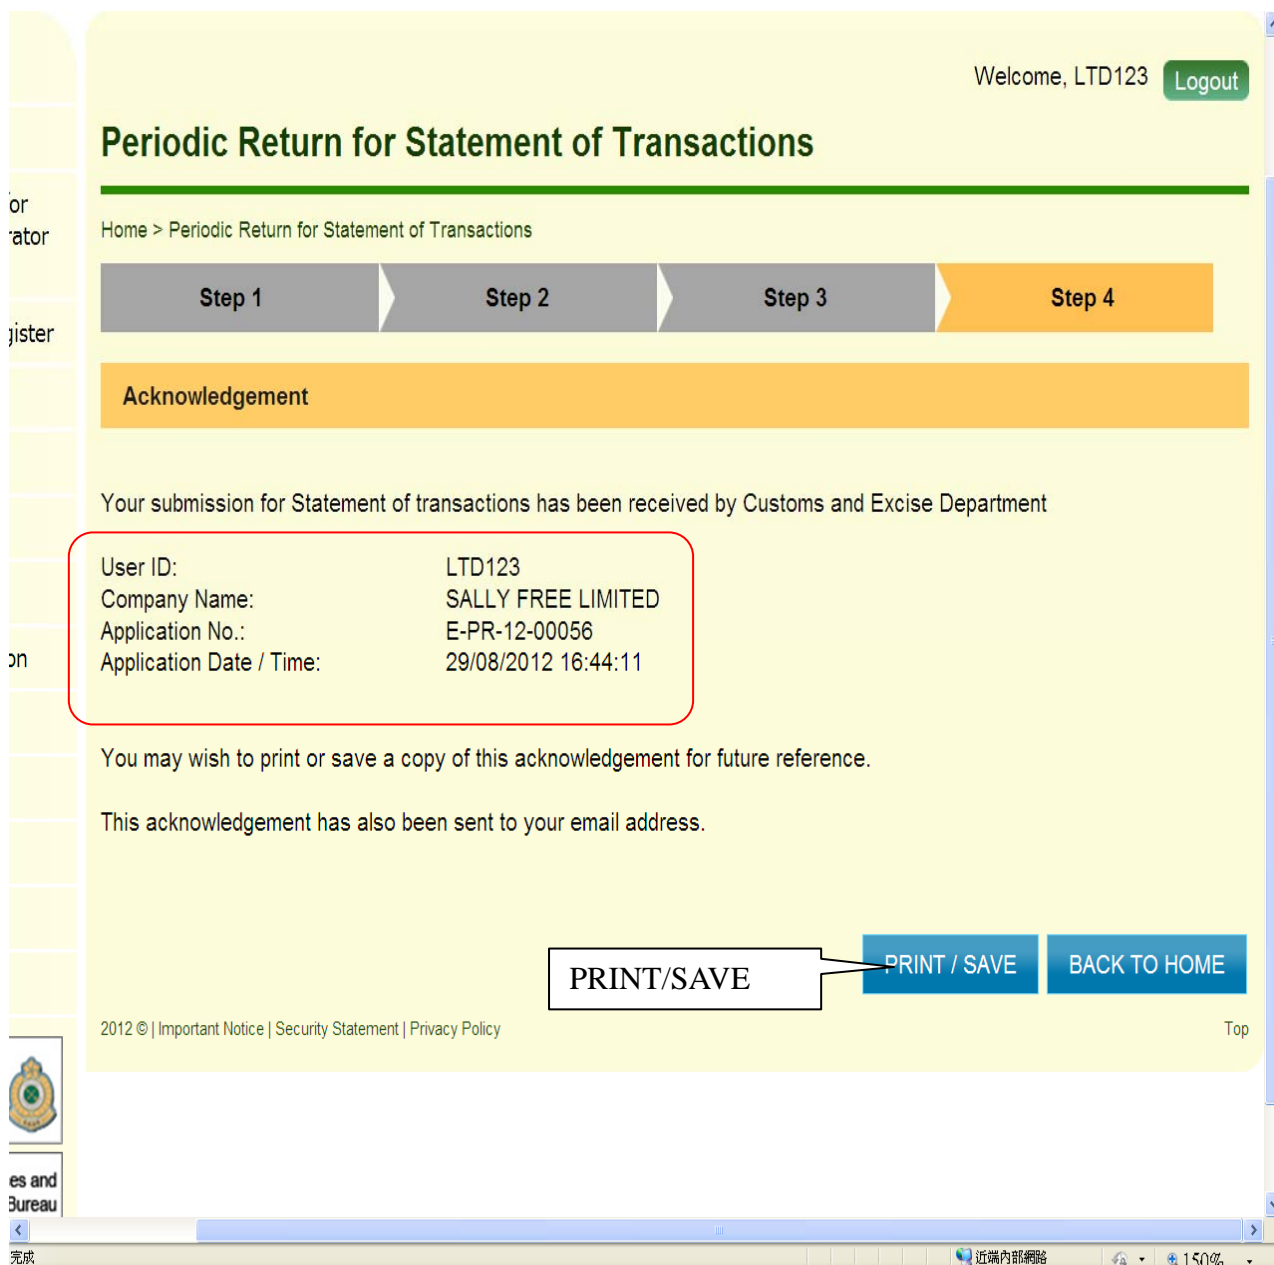 Welcome, LTD123 Logout
Periodic Return for Statement of Transactions
Home > Periodic Return for Statement of Transactions
Step 1 Step 2 Step 3 Step 4
Acknowledgement
Your submission for Statement of transactions has been received by Customs and Excise Department
User ID: LTD123
Company Name: SALLY FREE LIMITED
Application No.: E-PR-12-00056
Application Date / Time: 29/08/2012 16:44:11
You may wish to print or save a copy of this acknowledgement for future reference.
This acknowledgement has also been sent to your email address.
PRINT/SAVE PRINT / SAVE BACK TO HOME
2012 © | Important Notice | Security Statement | Privacy Policy Top
or
rator
gister
on
es and
Bureau
完成 近端內部網路 150%